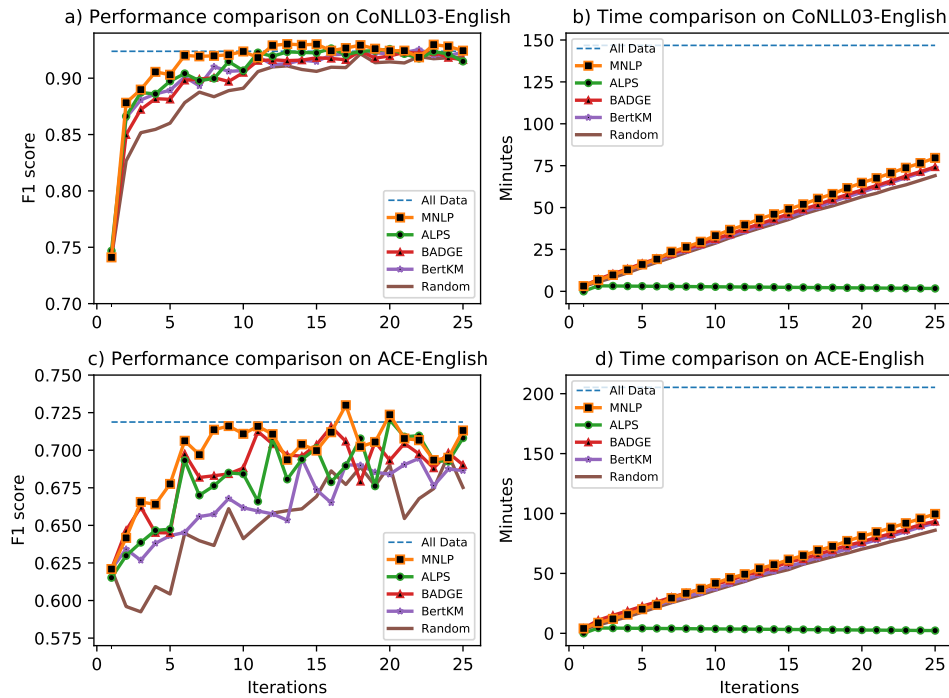 a) Performance comparison on CoNLL03-English
0.90
0.85
0.80
0.75
0.70
F1 score
0 5 10 15 20 25
All Data
MNLP
ALPS
BADGE
BertKM
Random
b) Time comparison on CoNLL03-English
150
125
100
75
50
25
0
Minutes
0 5 10 15 20 25
All Data
MNLP
ALPS
BADGE
BertKM
Random
c) Performance comparison on ACE-English
0.750
0.725
0.700
0.675
0.650
0.625
0.600
0.575
F1 score
0 5 10 15 20 25
Iterations
All Data
MNLP
ALPS
BADGE
BertKM
Random
d) Time comparison on ACE-English
200
150
100
50
0
Minutes
0 5 10 15 20 25
Iterations
All Data
MNLP
ALPS
BADGE
BertKM
Random